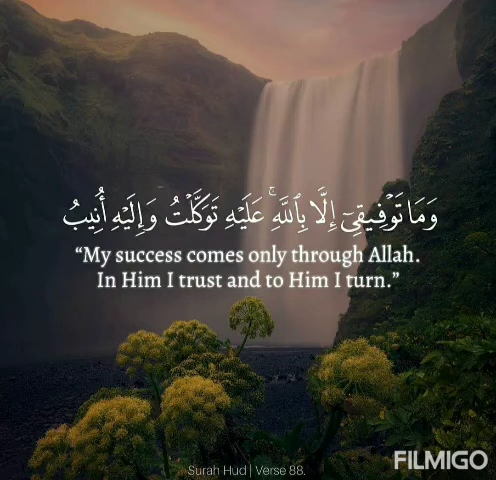 وَمَا تَوْفِيقِىٓ إِلَّا بِٱللَّهِ ۚ عَلَيْهِ تَوَكَّلْتُ وَإِلَيْهِ أُنِيبُ
“My success comes only through Allah.
In Him I trust and to Him I turn.”
Surah Hud | Verse 88.
FILMIGO